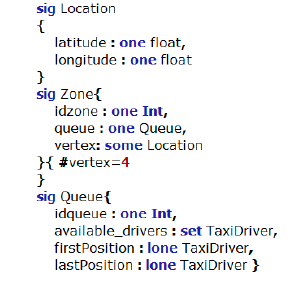 sig Location
{
latitude : one float,
longitude : one float
}
sig Zone{
idzone : one Int,
queue : one Queue,
vertex: some Location
}{ #vertex=4
}
sig Queue{
idqueue : one Int,
available_drivers : set TaxiDriver,
firstPosition : lone TaxiDriver,
lastPosition : lone TaxiDriver }